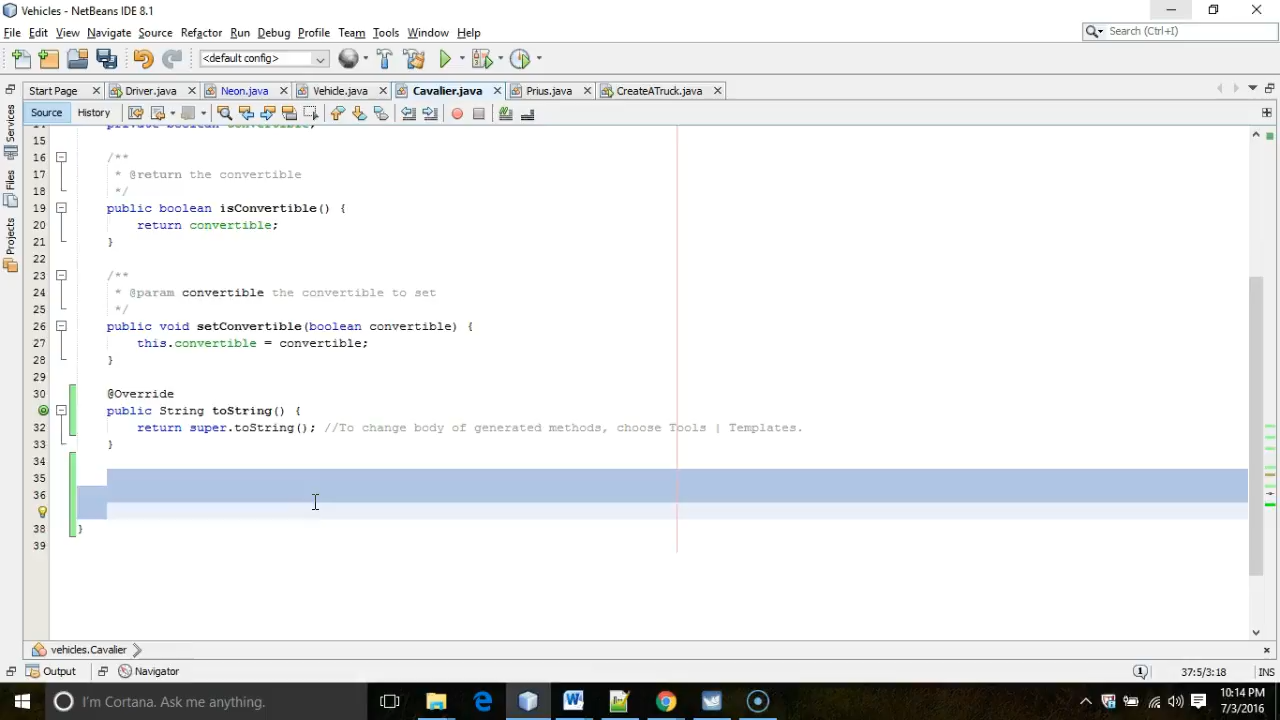 Vehicles - NetBeans IDE 8.1
File Edit View Navigate Source Refactor Run Debug Profile Team Tools Window Help
Search (Ctrl+I)
<default config>
Start Page Driver.java Neon.java Vehicle.java Cavalier.java Prius.java CreateATruck.java
Source History
private boolean convertible;
15
16 /**
17 * @return the convertible
18 */
19 public boolean isConvertible() {
20 return convertible;
21 }
22
23 /**
24 * @param convertible the convertible to set
25 */
26 public void setConvertible(boolean convertible) {
27 this.convertible = convertible;
28 }
29
30 @Override
public String toString() {
32 return super.toString(); //To change body of generated methods, choose Tools | Templates.
33 }
34
35
36
38 }
39
Services
Files
Projects
vehicles.Cavalier
Output Navigator
1 37:5/3:18 INS
I'm Cortana. Ask me anything.
10:14 PM
7/3/2016